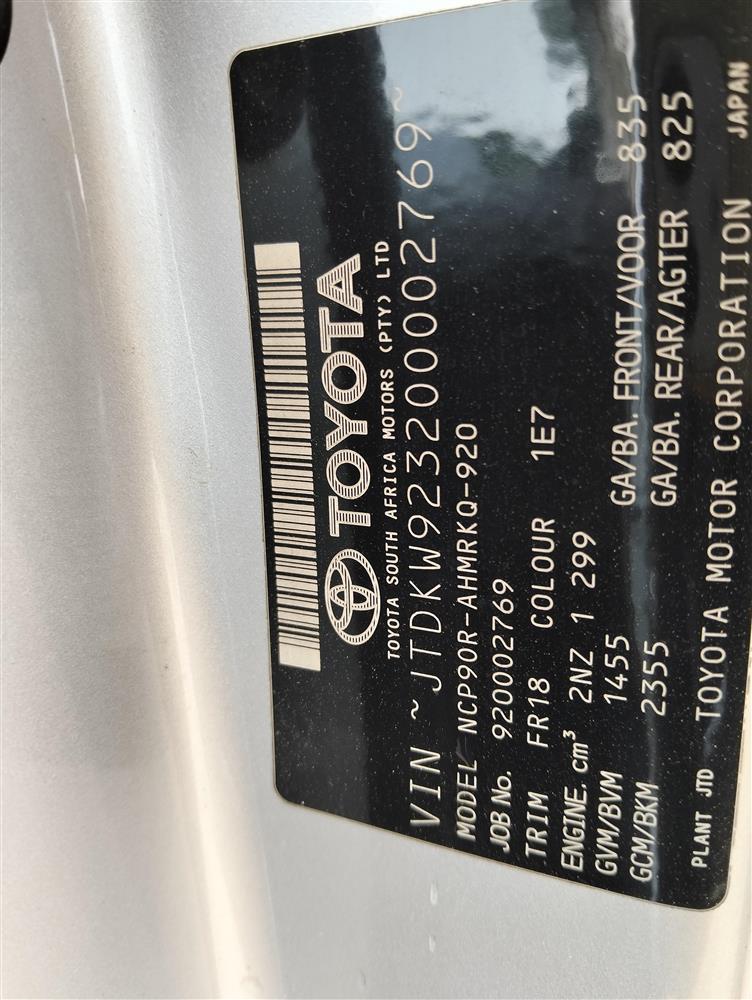 TOYOTA
TOYOTA SOUTH AFRICA MOTORS (PTY) LTD
VIN ~JTDKW923200002769~
MODEL NCP90R-AHMRKQ-920
JOB No. 920002769
TRIM FR18 COLOUR 1E7
ENGINE. cm³ 2NZ 1 299
GVM/BVM 1455 GA/BA. FRONT/VOOR 835
GCM/BKM 2355 GA/BA. REAR/AGTER 825
PLANT JTD TOYOTA MOTOR CORPORATION JAPAN